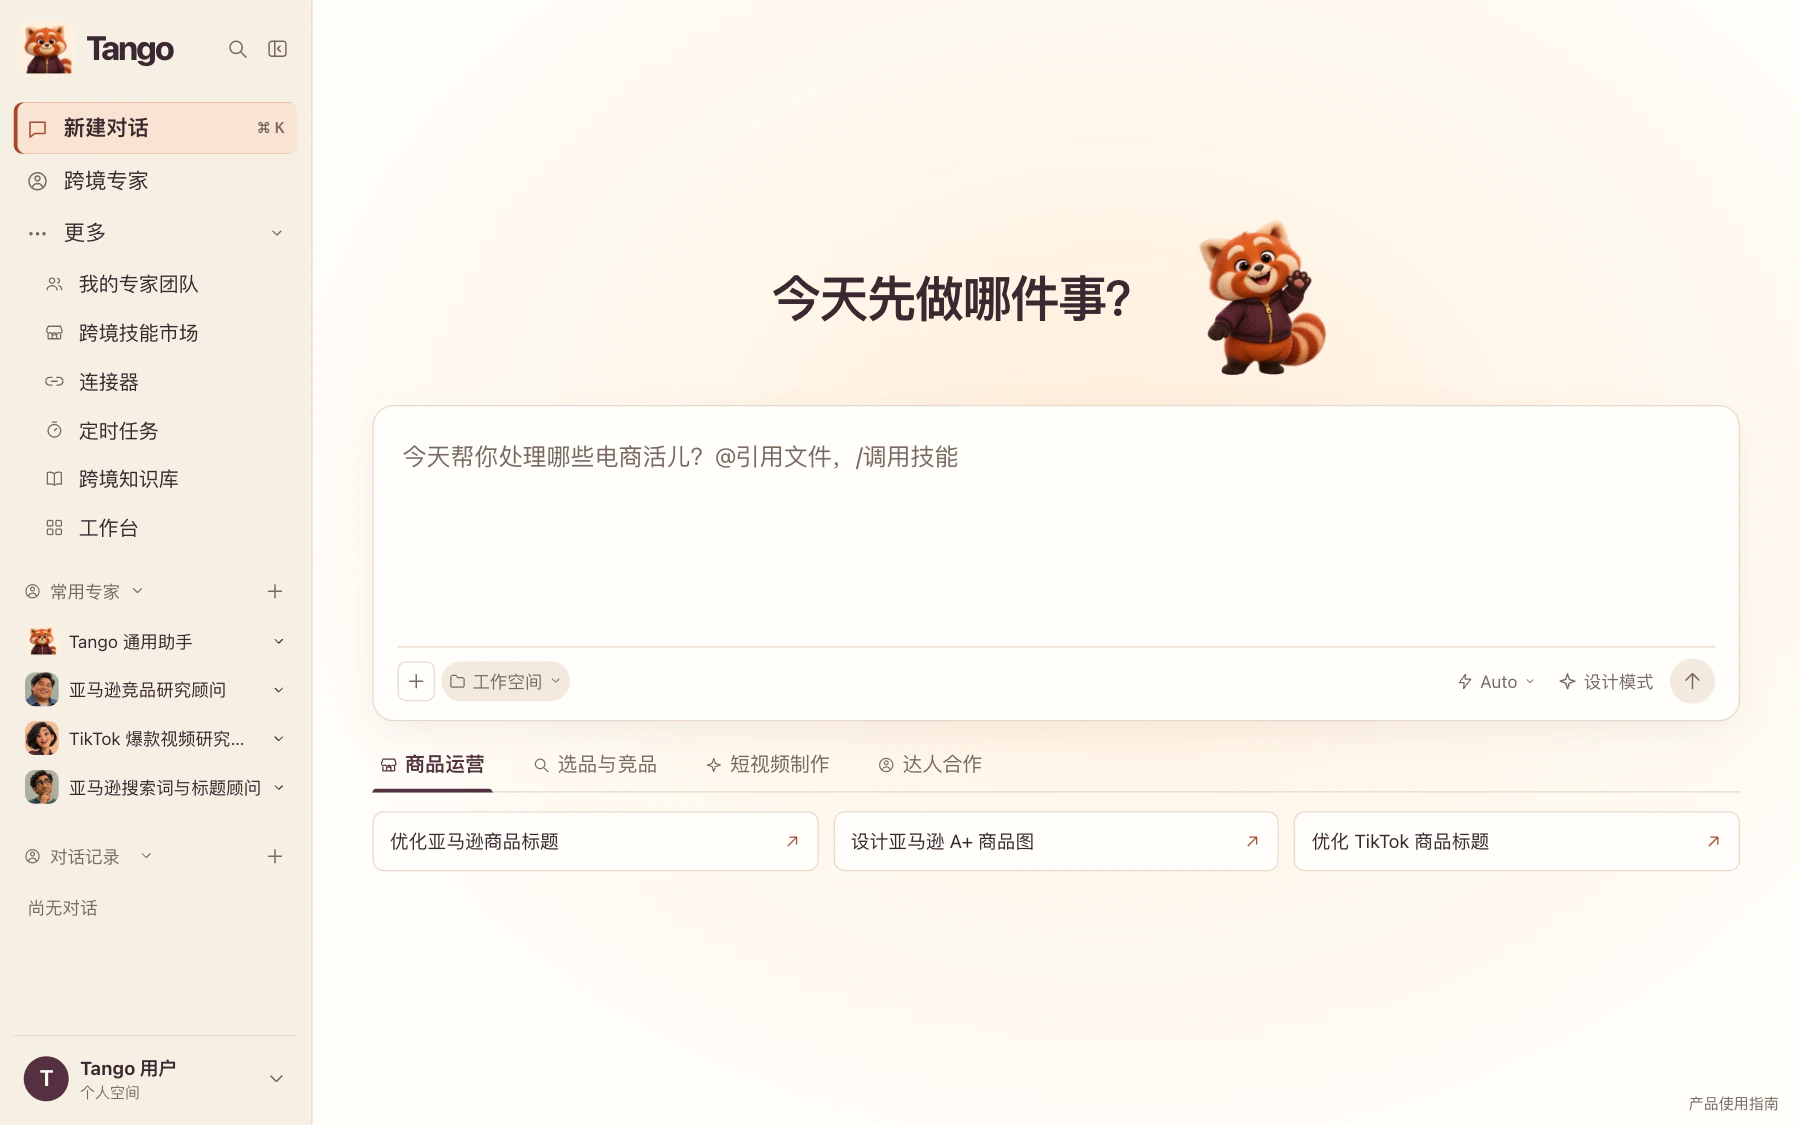 Tango
新建对话 ⌘ K
跨境专家
更多
我的专家团队
跨境技能市场
连接器
定时任务
跨境知识库
工作台
常用专家
Tango 通用助手
亚马逊竞品研究顾问
TikTok 爆款视频研究...
亚马逊搜索词与标题顾问
对话记录
尚无对话
T
Tango 用户
个人空间
今天先做哪件事?
今天帮你处理哪些电商活儿？@引用文件，/调用技能
工作空间
Auto
设计模式
商品运营
选品与竞品
短视频制作
达人合作
优化亚马逊商品标题
设计亚马逊 A+ 商品图
优化 TikTok 商品标题
产品使用指南